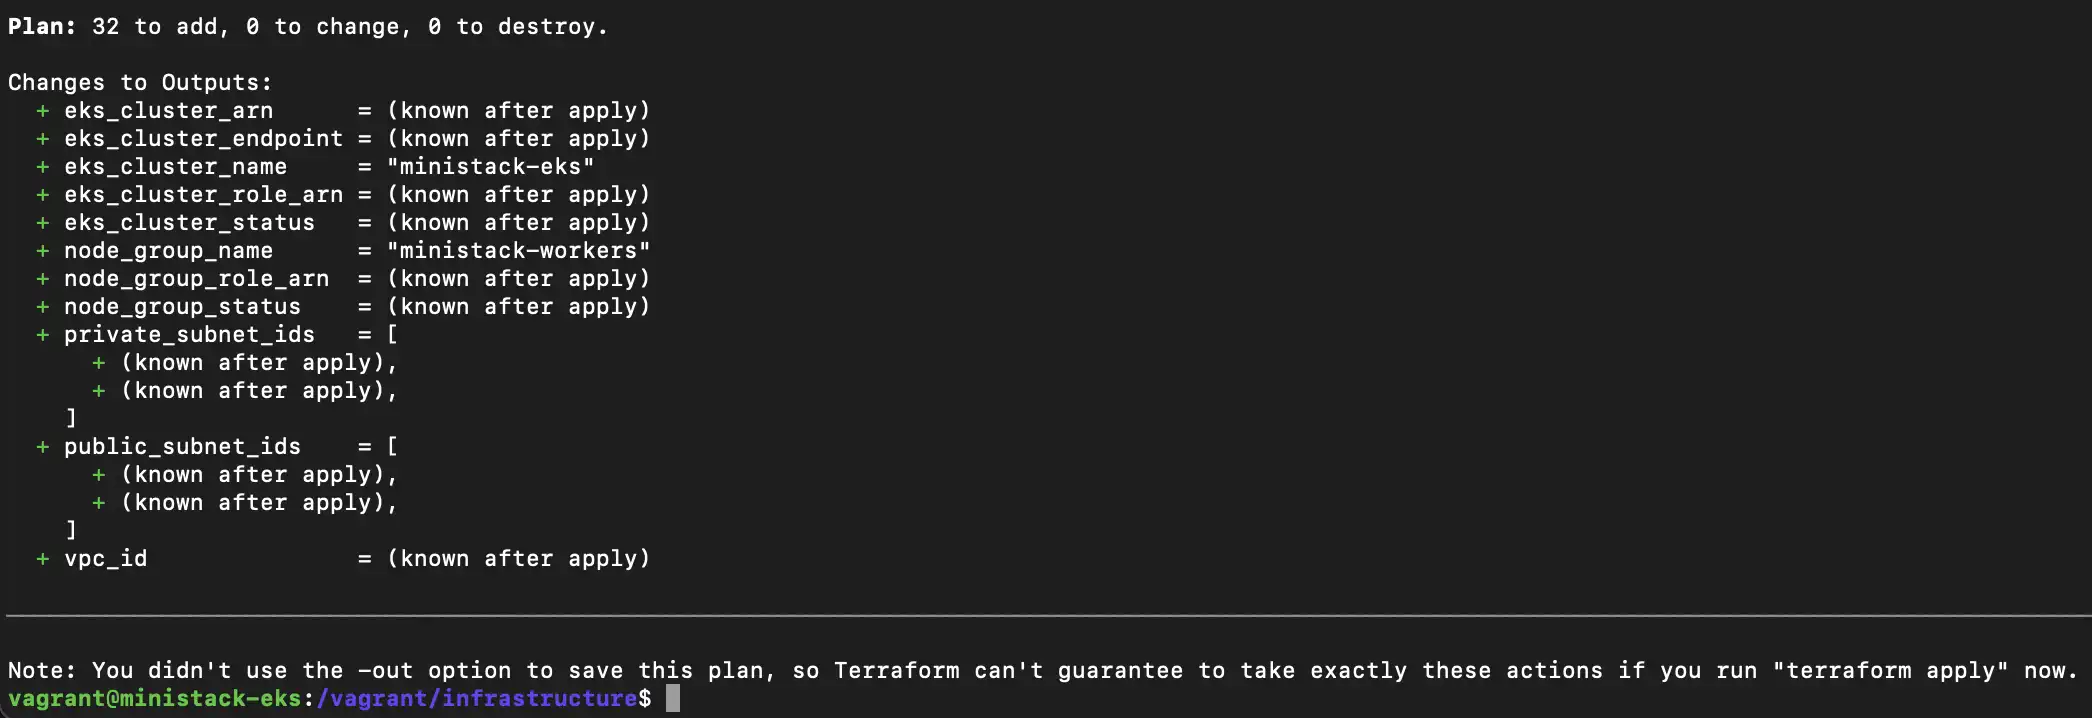 Plan: 32 to add, 0 to change, 0 to destroy.
Changes to Outputs:
+ eks_cluster_arn      = (known after apply)
+ eks_cluster_endpoint = (known after apply)
+ eks_cluster_name     = "ministack-eks"
+ eks_cluster_role_arn = (known after apply)
+ eks_cluster_status   = (known after apply)
+ node_group_name      = "ministack-workers"
+ node_group_role_arn  = (known after apply)
+ node_group_status    = (known after apply)
+ private_subnet_ids   = [
+ (known after apply),
+ (known after apply),
]
+ public_subnet_ids    = [
+ (known after apply),
+ (known after apply),
]
+ vpc_id               = (known after apply)
Note: You didn't use the -out option to save this plan, so Terraform can't guarantee to take exactly these actions if you run "terraform apply" now.
vagrant@ministack-eks:/vagrant/infrastructure$